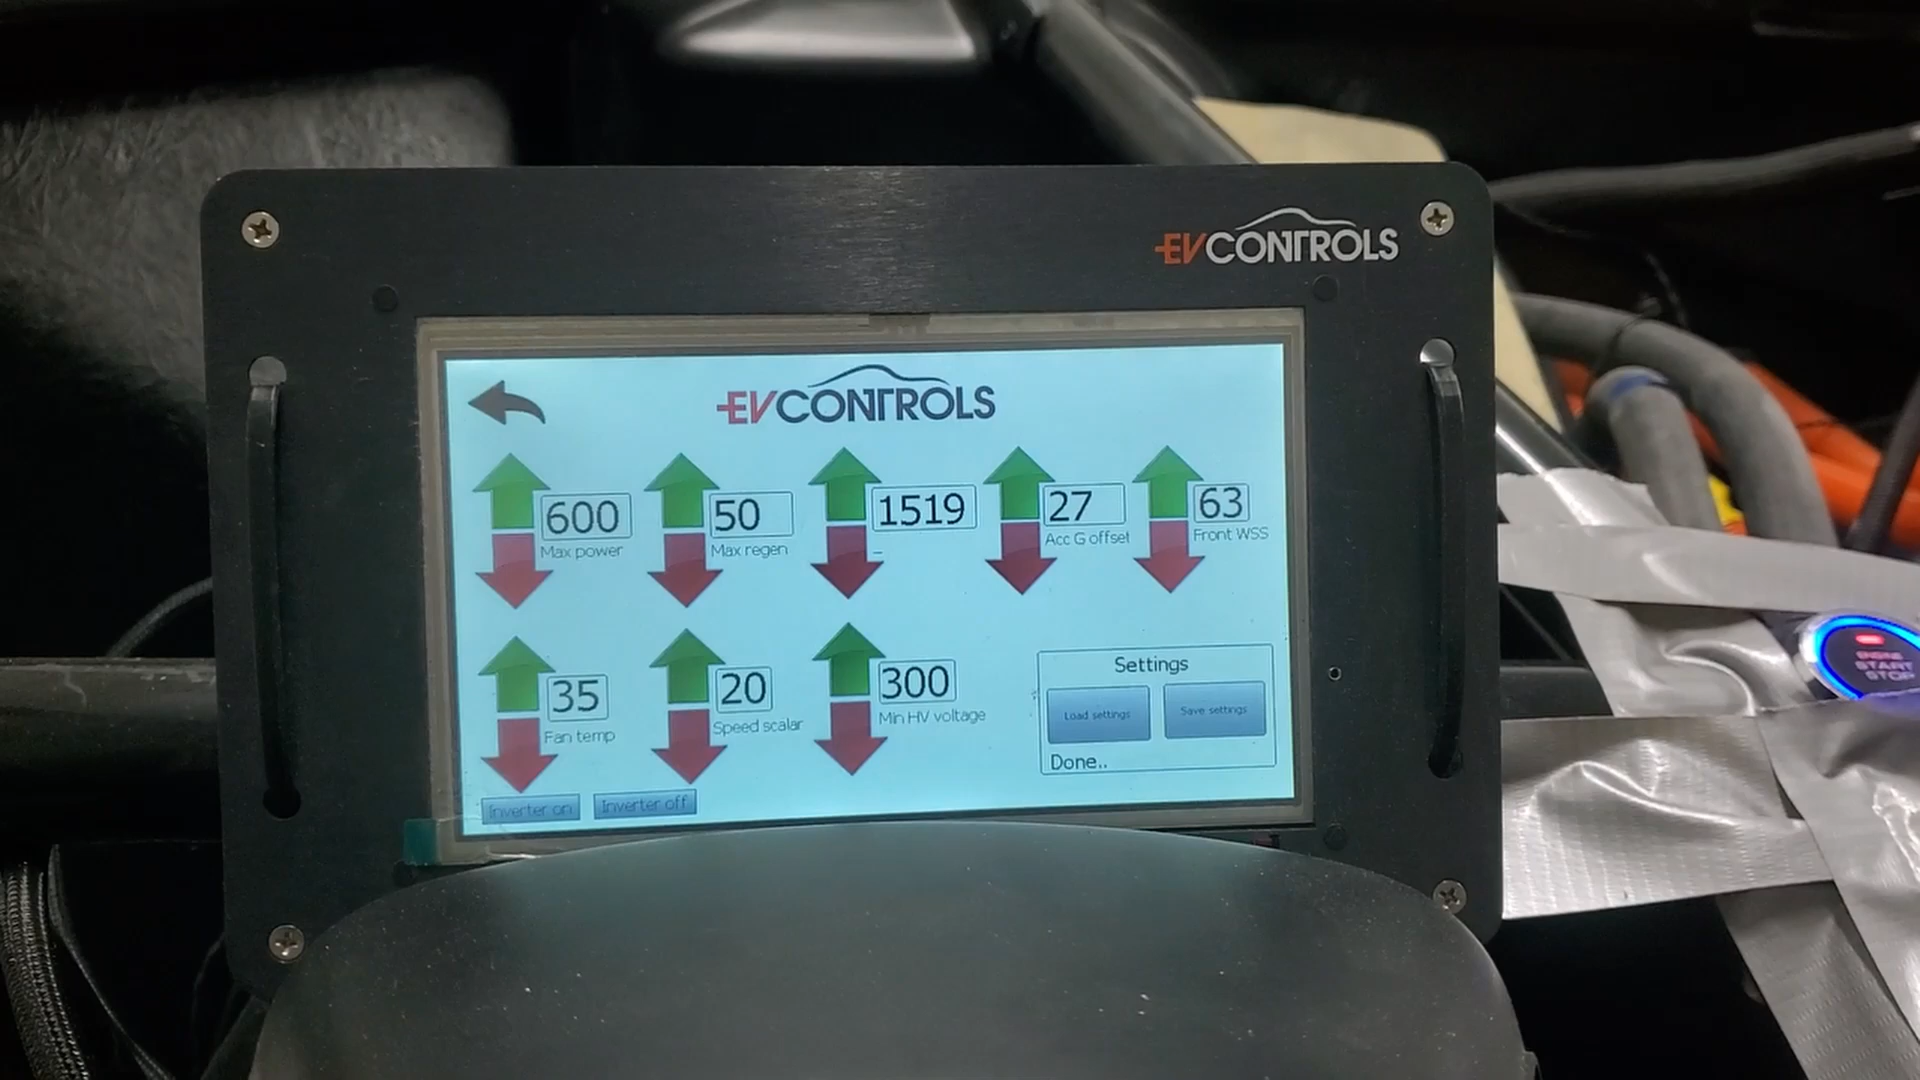 EVCONTROLS
EVCONTROLS
600
Max power
50
Max regen
1519
–
27
Acc G offset
63
Front WSS
35
Fan temp
20
Speed scalar
300
Min HV voltage
Settings
Load settings
Save settings
Done..
Inverter on
Inverter off
ENGINE
START
STOP